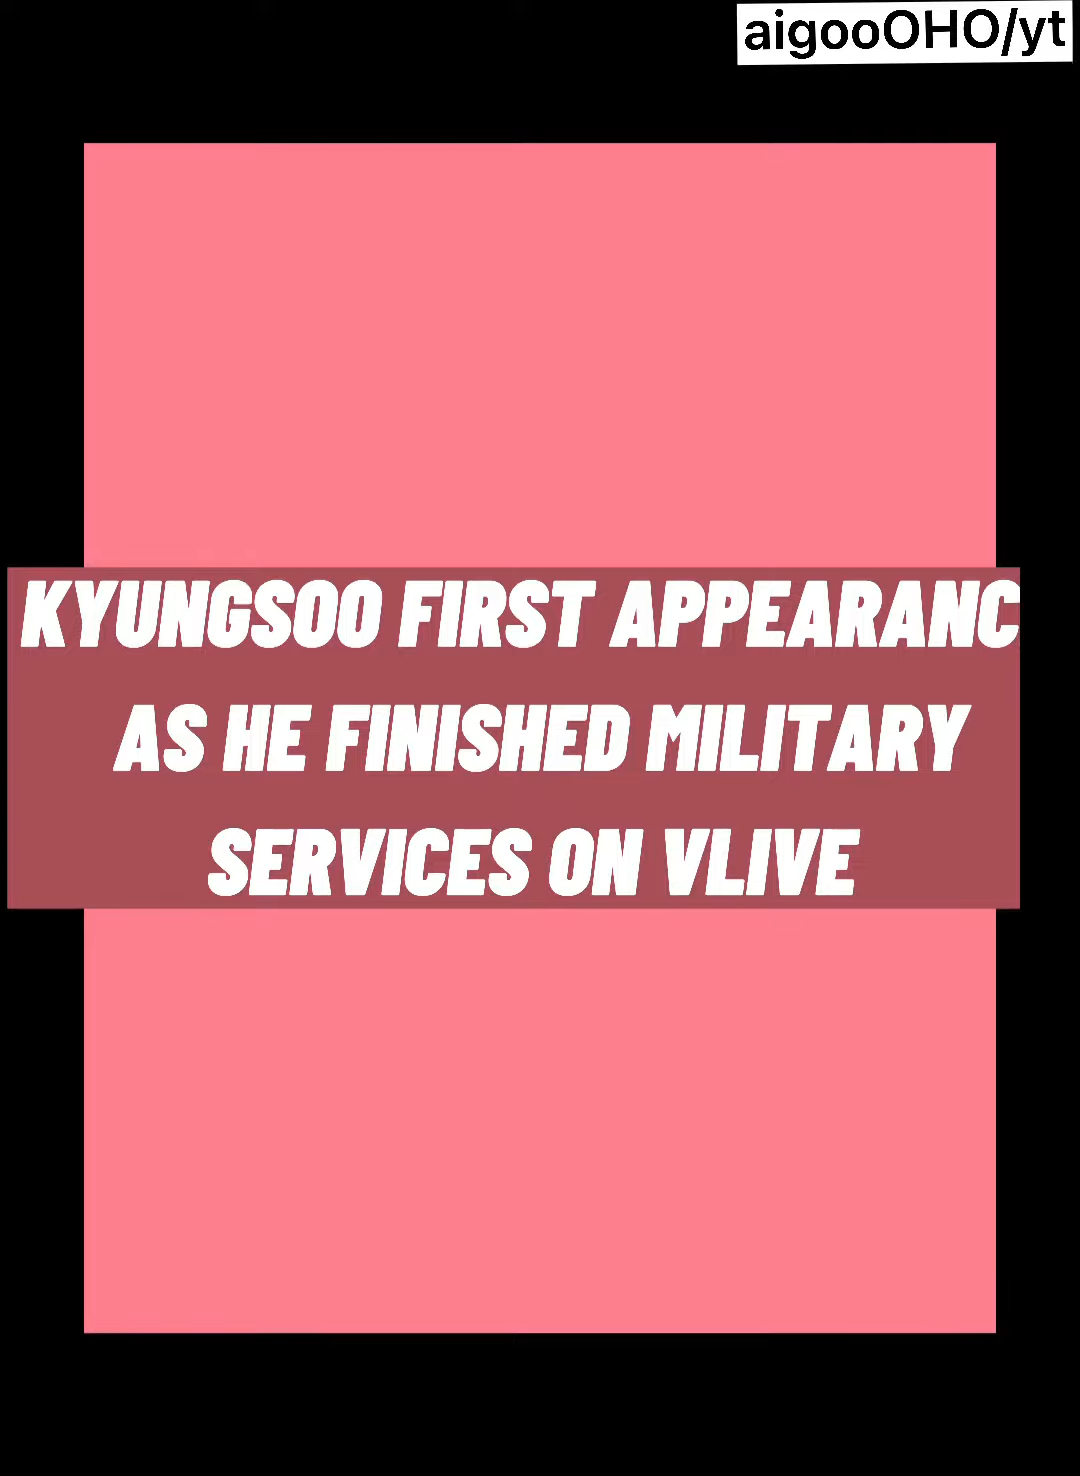 aigooOHO/yt
KYUNGSOO FIRST APPEARANC
AS HE FINISHED MILITARY
SERVICES ON VLIVE